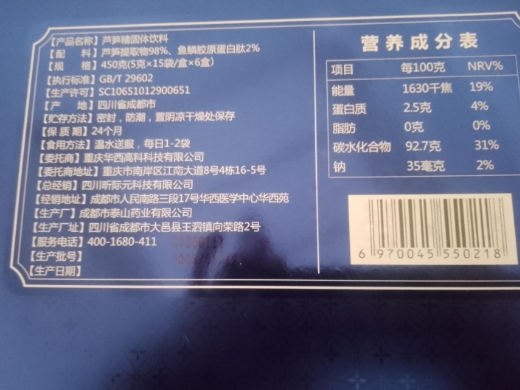 【产品名称】芦笋精固体饮料
【配　　料】芦笋提取物98%、鱼鳞胶原蛋白肽2%
【规　　格】450克(5克×15袋/盒×6盒)
【执行标准】GB/T 29602
【生产许可】SC10651012900651
【产　　地】四川省成都市
【贮存方法】密封，防潮，置阴凉干燥处保存
【保 质 期】24个月
【食用方法】温水送服，每日1-2袋
【委托商】重庆华西高科科技有限公司
【委托商地址】重庆市南岸区江南大道8号4栋16-5号
【总经销】四川昕际元科技有限公司
【经销地址】成都市人民南路三段17号华西医学中心华西苑
【生产厂】成都市泰山药业有限公司
【生产厂址】四川省成都市大邑县王泗镇向荣路2号
【服务电话】400-1680-411
【生产批号】
【生产日期】
营养成分表
项目 每100克 NRV%
能量 1630千焦 19%
蛋白质 2.5克 4%
脂肪 0克 0%
碳水化合物 92.7克 31%
钠 35毫克 2%
6 970045 550218